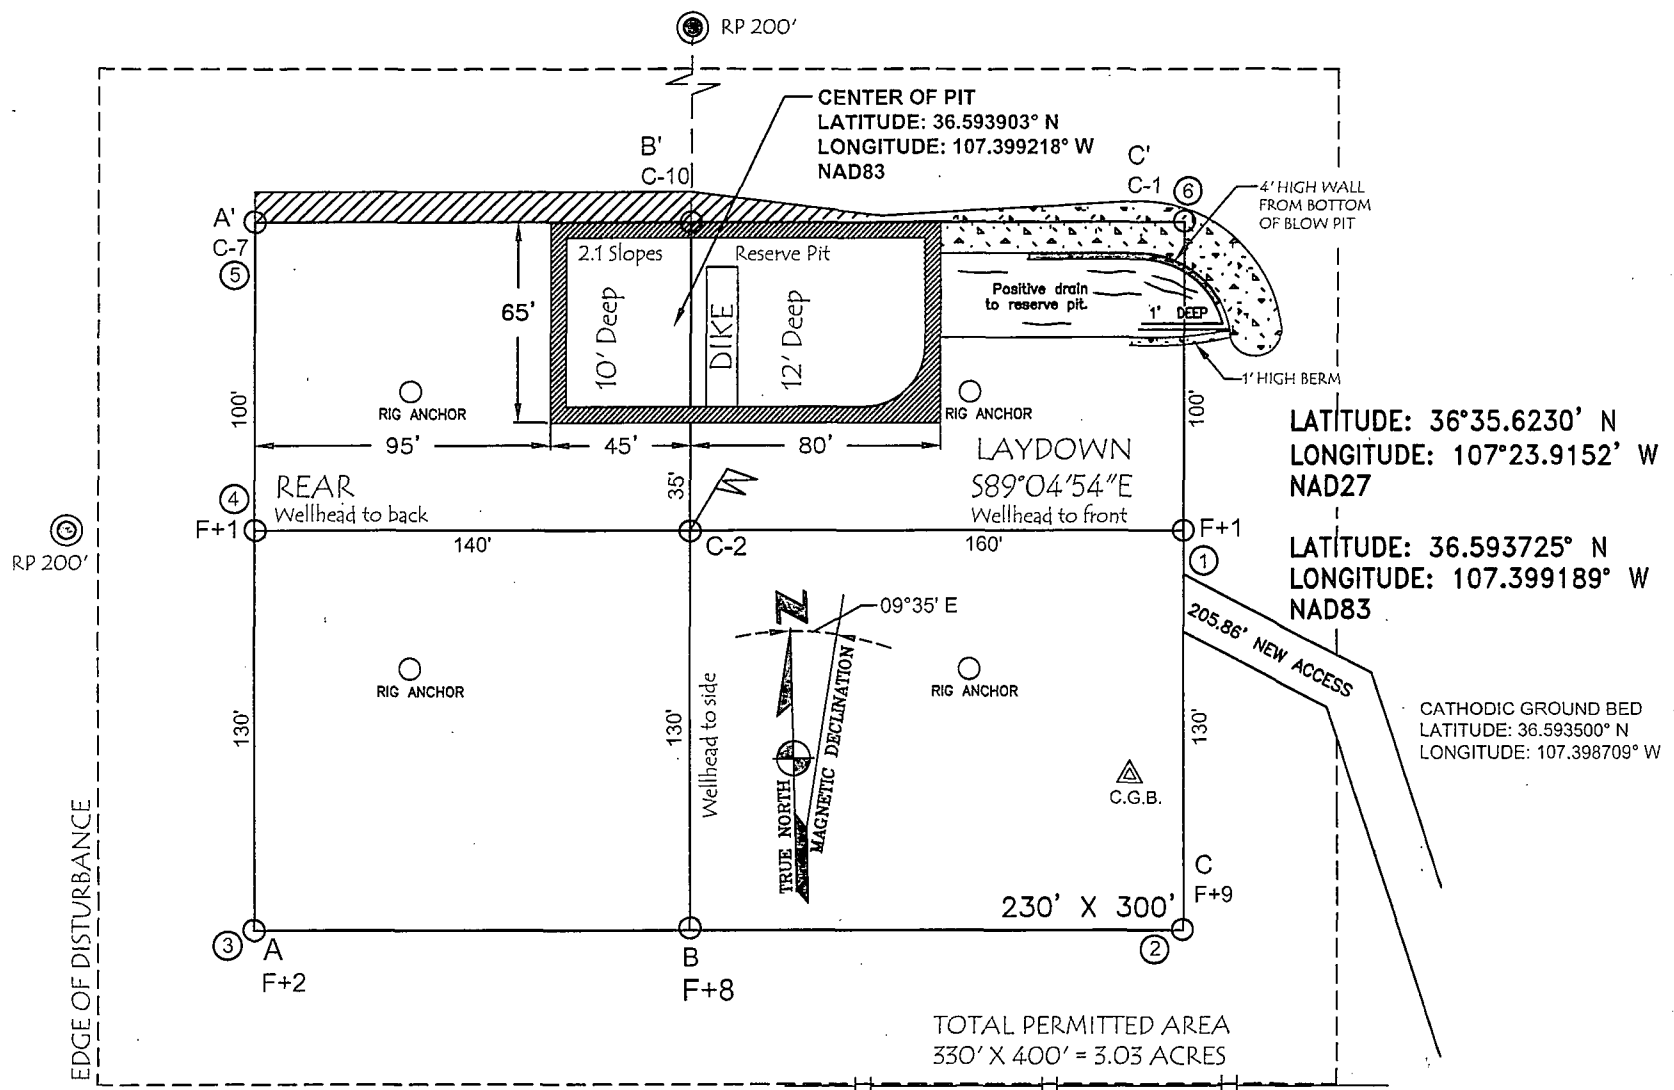 RP 200'
CENTER OF PIT
LATITUDE: 36.593903° N
LONGITUDE: 107.399218° W
NAD83
B'
C-10
C'
C-1
6
4' HIGH WALL
FROM BOTTOM
OF BLOW PIT
A'
C-7
5
2.1 Slopes
Reserve Pit
65'
10' Deep
DIKE
12' Deep
Positive drain
to reserve pit.
1' DEEP
1' HIGH BERM
100'
RIG ANCHOR
RIG ANCHOR
100'
95'
45'
80'
LATITUDE: 36°35.6230' N
LONGITUDE: 107°23.9152' W
NAD27
REAR
Wellhead to back
35'
LAYDOWN
S89°04'54"E
Wellhead to front
4
F+1
RP 200'
140'
C-2
160'
F+1
1
LATITUDE: 36.593725° N
LONGITUDE: 107.399189° W
NAD83
N
09°35' E
205.86' NEW ACCESS
RIG ANCHOR
RIG ANCHOR
130'
130'
Wellhead to side
TRUE NORTH
MAGNETIC DECLINATION
130'
CATHODIC GROUND BED
LATITUDE: 36.593500° N
LONGITUDE: 107.398709° W
C.G.B.
C
F+9
230' X 300'
3
A
F+2
B
F+8
2
EDGE OF DISTURBANCE
TOTAL PERMITTED AREA
330' X 400' = 3.03 ACRES